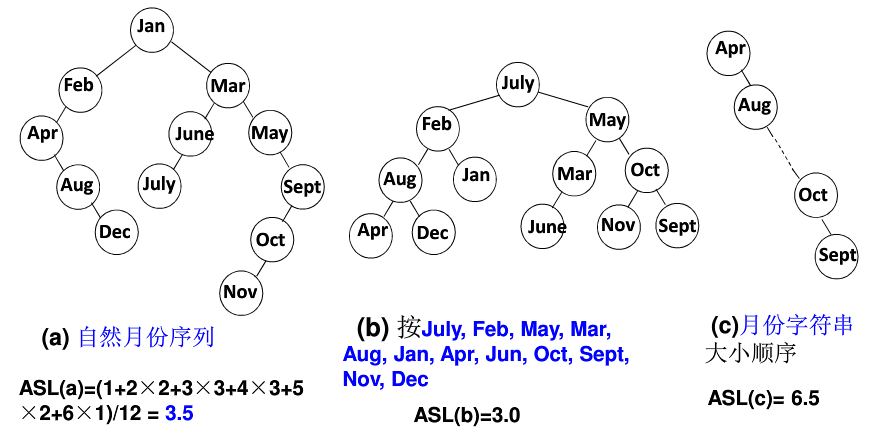 Jan
Feb
Mar
Apr
June
May
Aug
July
Sept
Dec
Oct
Nov
(a) 自然月份序列
ASL(a)=(1+2×2+3×3+4×3+5
×2+6×1)/12 = 3.5
July
Feb
May
Aug
Jan
Mar
Oct
Apr
Dec
June
Nov
Sept
(b) 按July, Feb, May, Mar,
Aug, Jan, Apr, Jun, Oct, Sept,
Nov, Dec
ASL(b)=3.0
Apr
Aug
Oct
Sept
(c)月份字符串
大小顺序
ASL(c)= 6.5